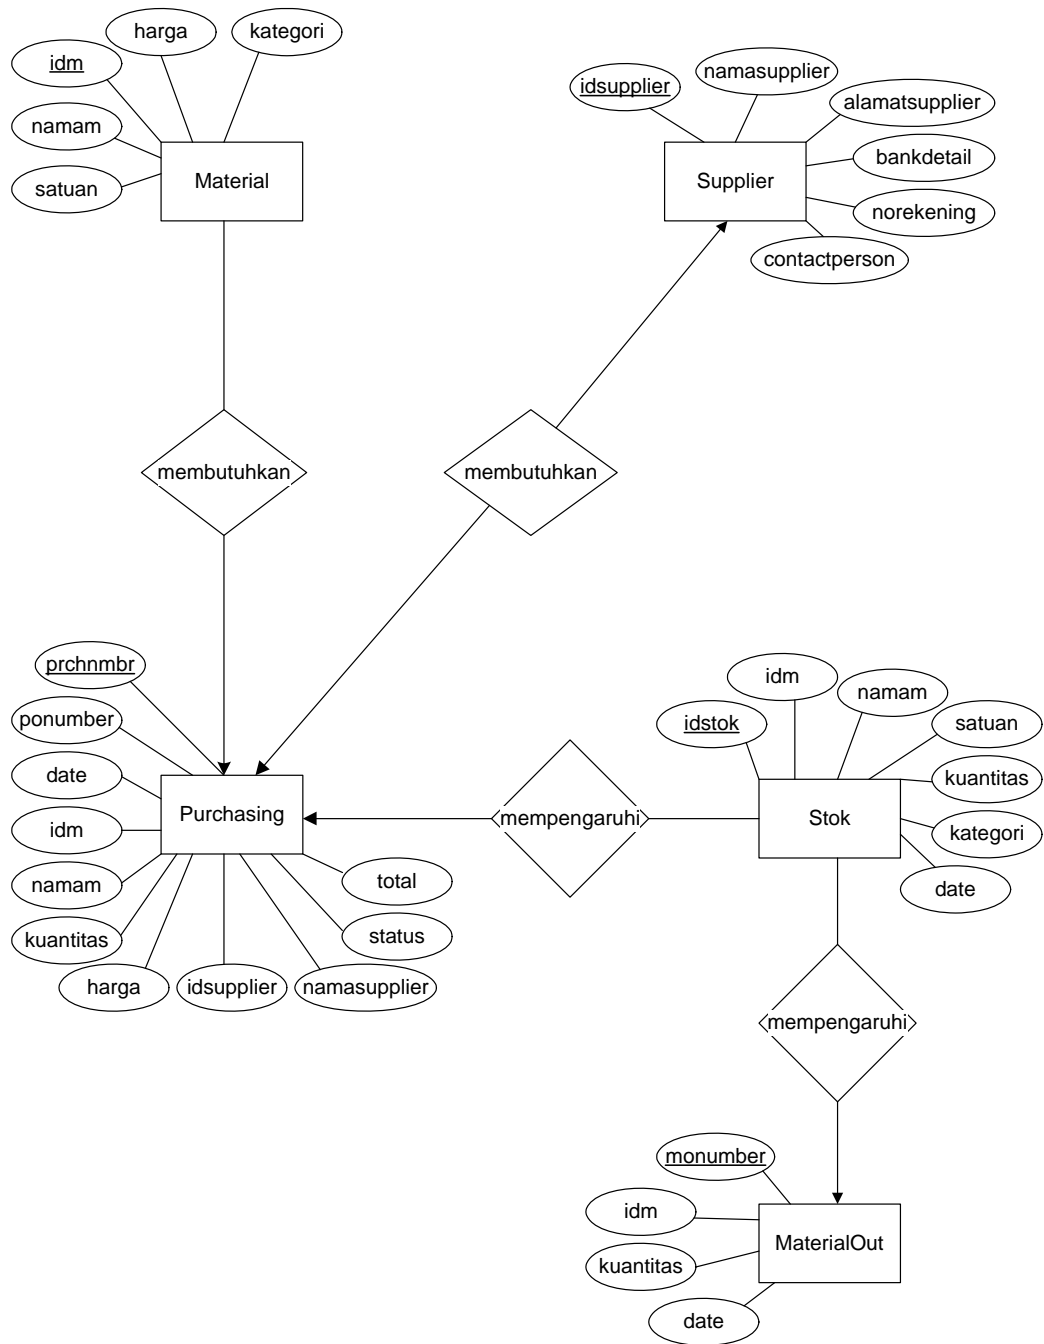 harga
kategori
idm
namam
satuan
Material
namasupplier
idsupplier
alamatsupplier
bankdetail
norekening
Supplier
contactperson
membutuhkan
membutuhkan
prchnmbr
ponumber
date
idm
namam
kuantitas
harga
idsupplier
namasupplier
status
total
Purchasing
mempengaruhi
idm
namam
idstok
satuan
kuantitas
kategori
date
Stok
mempengaruhi
monumber
idm
kuantitas
date
MaterialOut